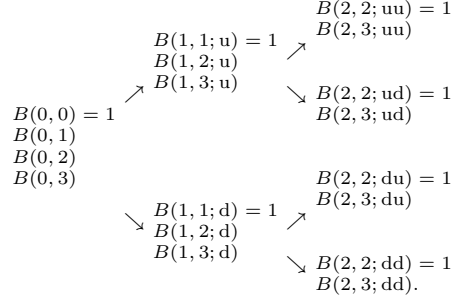 B(0, 0) = 1
B(0, 1)
B(0, 2)
B(0, 3)
B(1, 1; u) = 1
B(1, 2; u)
B(1, 3; u)
B(1, 1; d) = 1
B(1, 2; d)
B(1, 3; d)
B(2, 2; uu) = 1
B(2, 3; uu)
B(2, 2; ud) = 1
B(2, 3; ud)
B(2, 2; du) = 1
B(2, 3; du)
B(2, 2; dd) = 1
B(2, 3; dd).